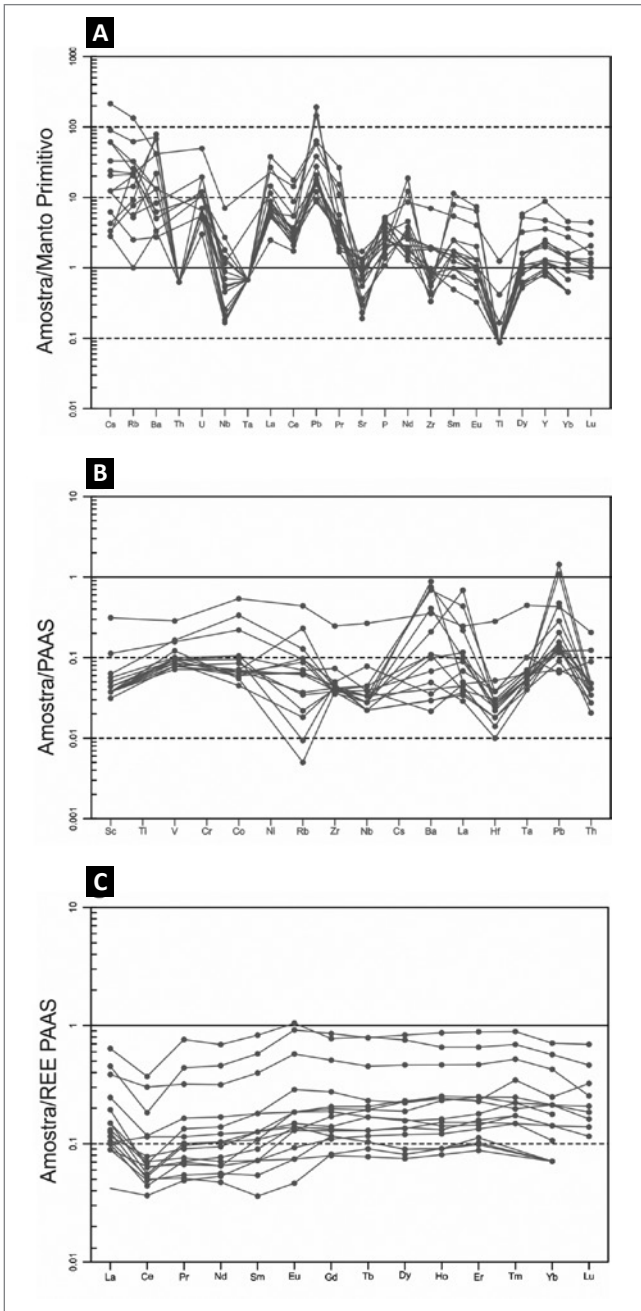 A
Amostra/Manto Primitivo
1000
100
10
1
0.1
0.01
Cs Rb Ba Th U Nb Ta La Ce Pb Pr Sr P Nd Zr Sm Eu Ti Dy Y Yb Lu
B
Amostra/PAAS
10
1
0.1
0.01
0.001
Sc Ti V Cr Co Ni Rb Zr Nb Cs Ba La Hf Ta Pb Th
C
Amostra/REE PAAS
10
1
0.1
0.01
La Ce Pr Nd Sm Eu Gd Tb Dy Ho Er Tm Yb Lu